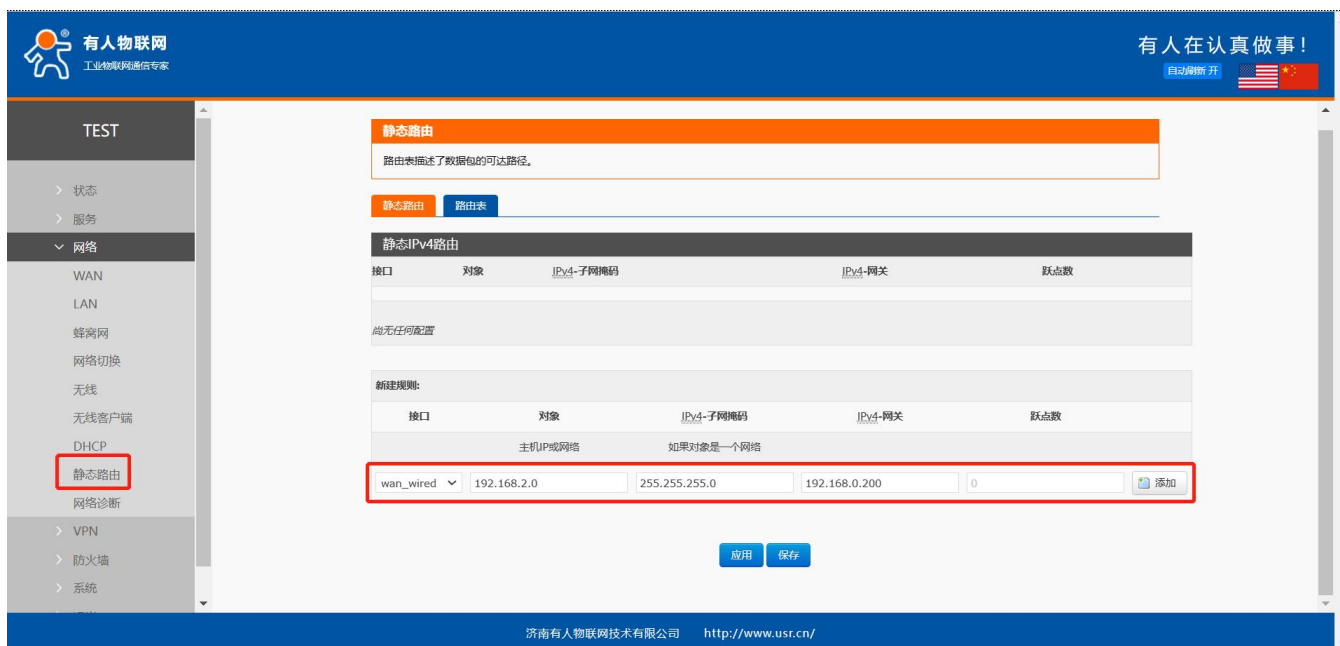 有人物联网
工业物联网通信专家
有人在认真做事!
自动刷新 开
TEST
状态
服务
网络
WAN
LAN
蜂窝网
网络切换
无线
无线客户端
DHCP
静态路由
网络诊断
VPN
防火墙
系统
静态路由
路由表描述了数据包的可达路径。
静态路由 路由表
静态IPv4路由
接口 对象 IPv4-子网掩码 IPv4-网关 跃点数
尚无任何配置
新建规则:
接口 对象 IPv4-子网掩码 IPv4-网关 跃点数
主机IP或网络 如果对象是一个网络
wan_wired 192.168.2.0 255.255.255.0 192.168.0.200 0 添加
应用 保存
济南有人物联网技术有限公司 http://www.usr.cn/